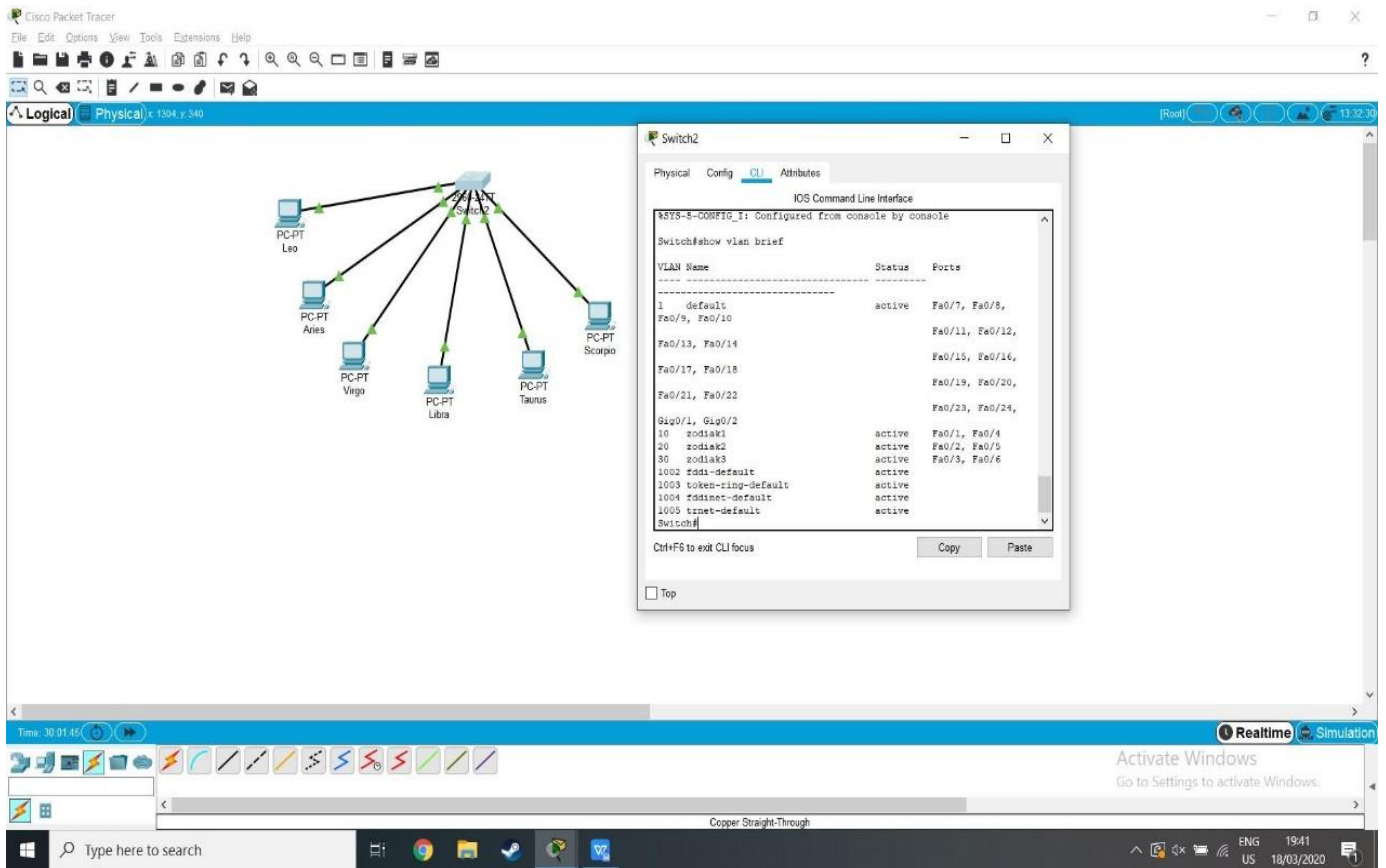 Cisco Packet Tracer
File Edit Options View Tools Extensions Help
?
Logical Physical x: 1304, y: 340 [Root] 13:32:30
2960-24TT
Switch2
PC-PT
Leo
PC-PT
Aries
PC-PT
Virgo
PC-PT
Libra
PC-PT
Taurus
PC-PT
Scorpio
Switch2
Physical Config CLI Attributes
IOS Command Line Interface
%SYS-5-CONFIG_I: Configured from console by console
Switch#show vlan brief
VLAN Name Status Ports
---- -------------------------------- --------- -------------------------------
1 default active Fa0/7, Fa0/8,
Fa0/9, Fa0/10
Fa0/11, Fa0/12,
Fa0/13, Fa0/14
Fa0/15, Fa0/16,
Fa0/17, Fa0/18
Fa0/19, Fa0/20,
Fa0/21, Fa0/22
Fa0/23, Fa0/24,
Gig0/1, Gig0/2
10 zodiak1 active Fa0/1, Fa0/4
20 zodiak2 active Fa0/2, Fa0/5
30 zodiak3 active Fa0/3, Fa0/6
1002 fddi-default active
1003 token-ring-default active
1004 fddinet-default active
1005 trnet-default active
Switch#
Ctrl+F6 to exit CLI focus Copy Paste
Top
Time: 30:01:45 Realtime Simulation
Activate Windows
Go to Settings to activate Windows.
Copper Straight-Through
Type here to search
ENG 19:41
US 18/03/2020